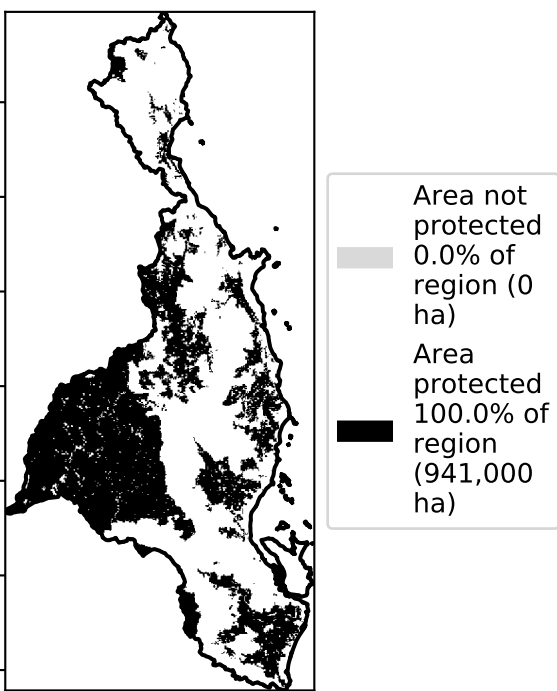 Area not
protected
0.0% of
region (0
ha)
Area
protected
100.0% of
region
(941,000
ha)